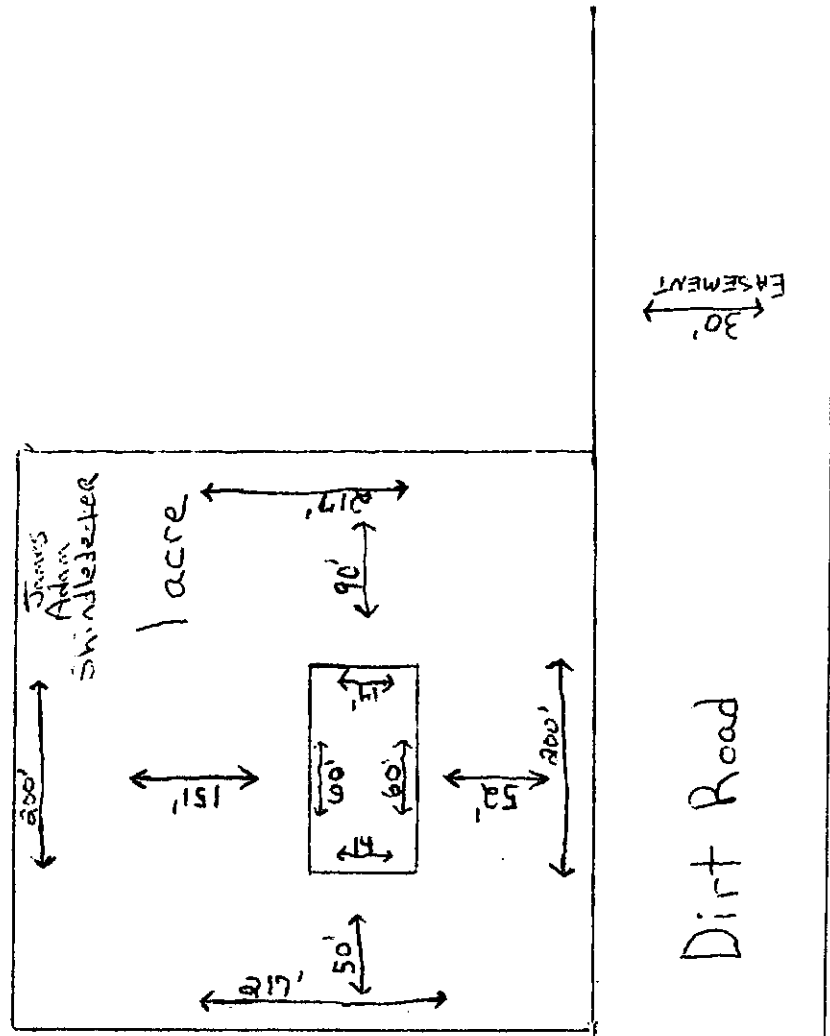 200'
James
Adam
Shindledecker
1 acre
217'
90'
151'
60'
14'
14
60'
52'
200'
50'
217'
30'
EASEMENT
Dirt Road